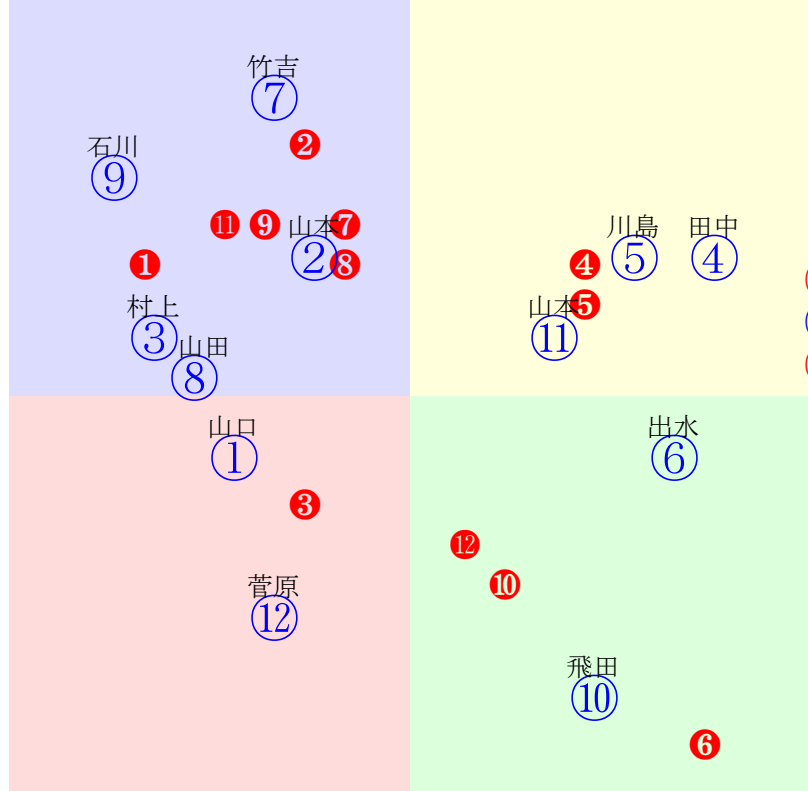 竹吉
⑦
❷
石川
⑨
⓫
❾
山本
❼
②
❽
❶
川島
田中
⑤
④
❹
村上
③
山本
❺
⑪
山田
⑧
山口
①
出水
⑥
❸
⓬
❿
菅原
⑫
飛田
⑩
❻